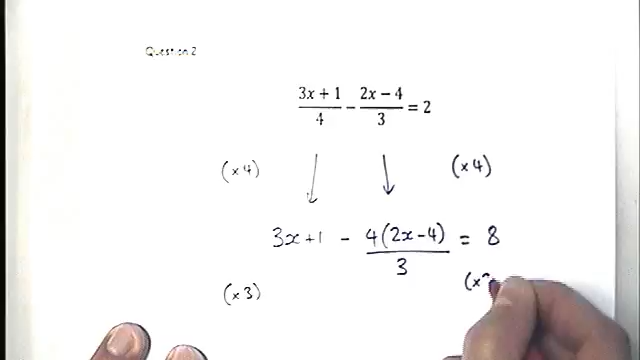 Question 2
(3x + 1)/4 − (2x − 4)/3 = 2
(×4) (×4)
3x+1 − 4(2x−4)/3 = 8
(×3) (×